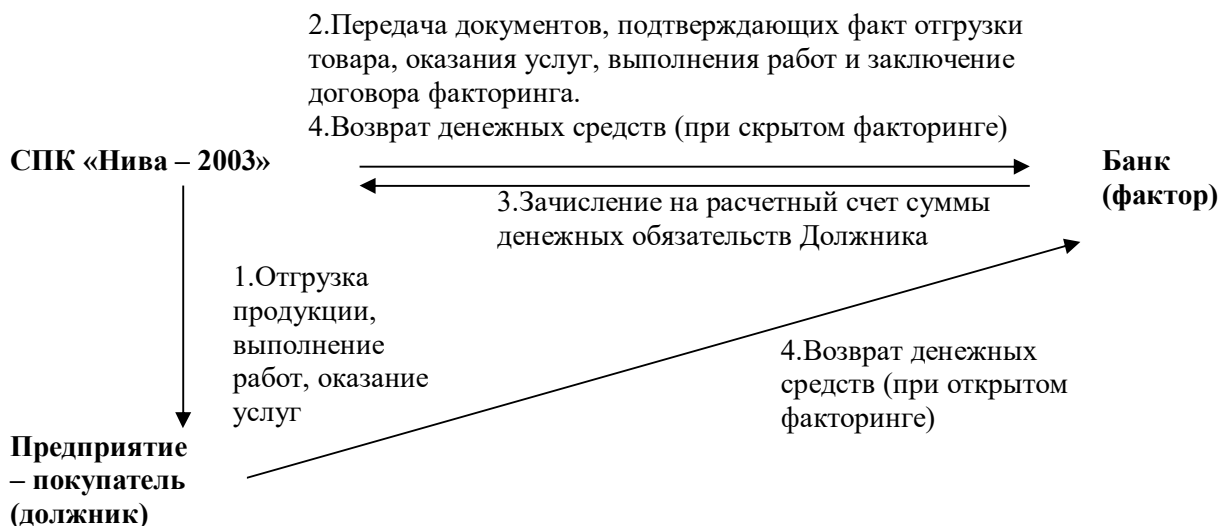 2.Передача документов, подтверждающих факт отгрузки
товара, оказания услуг, выполнения работ и заключение
договора факторинга.
4.Возврат денежных средств (при скрытом факторинге)
СПК «Нива – 2003»
Банк
(фактор)
3.Зачисление на расчетный счет суммы
денежных обязательств Должника
1.Отгрузка
продукции,
выполнение
работ, оказание
услуг
4.Возврат денежных
средств (при открытом
факторинге)
Предприятие
– покупатель
(должник)